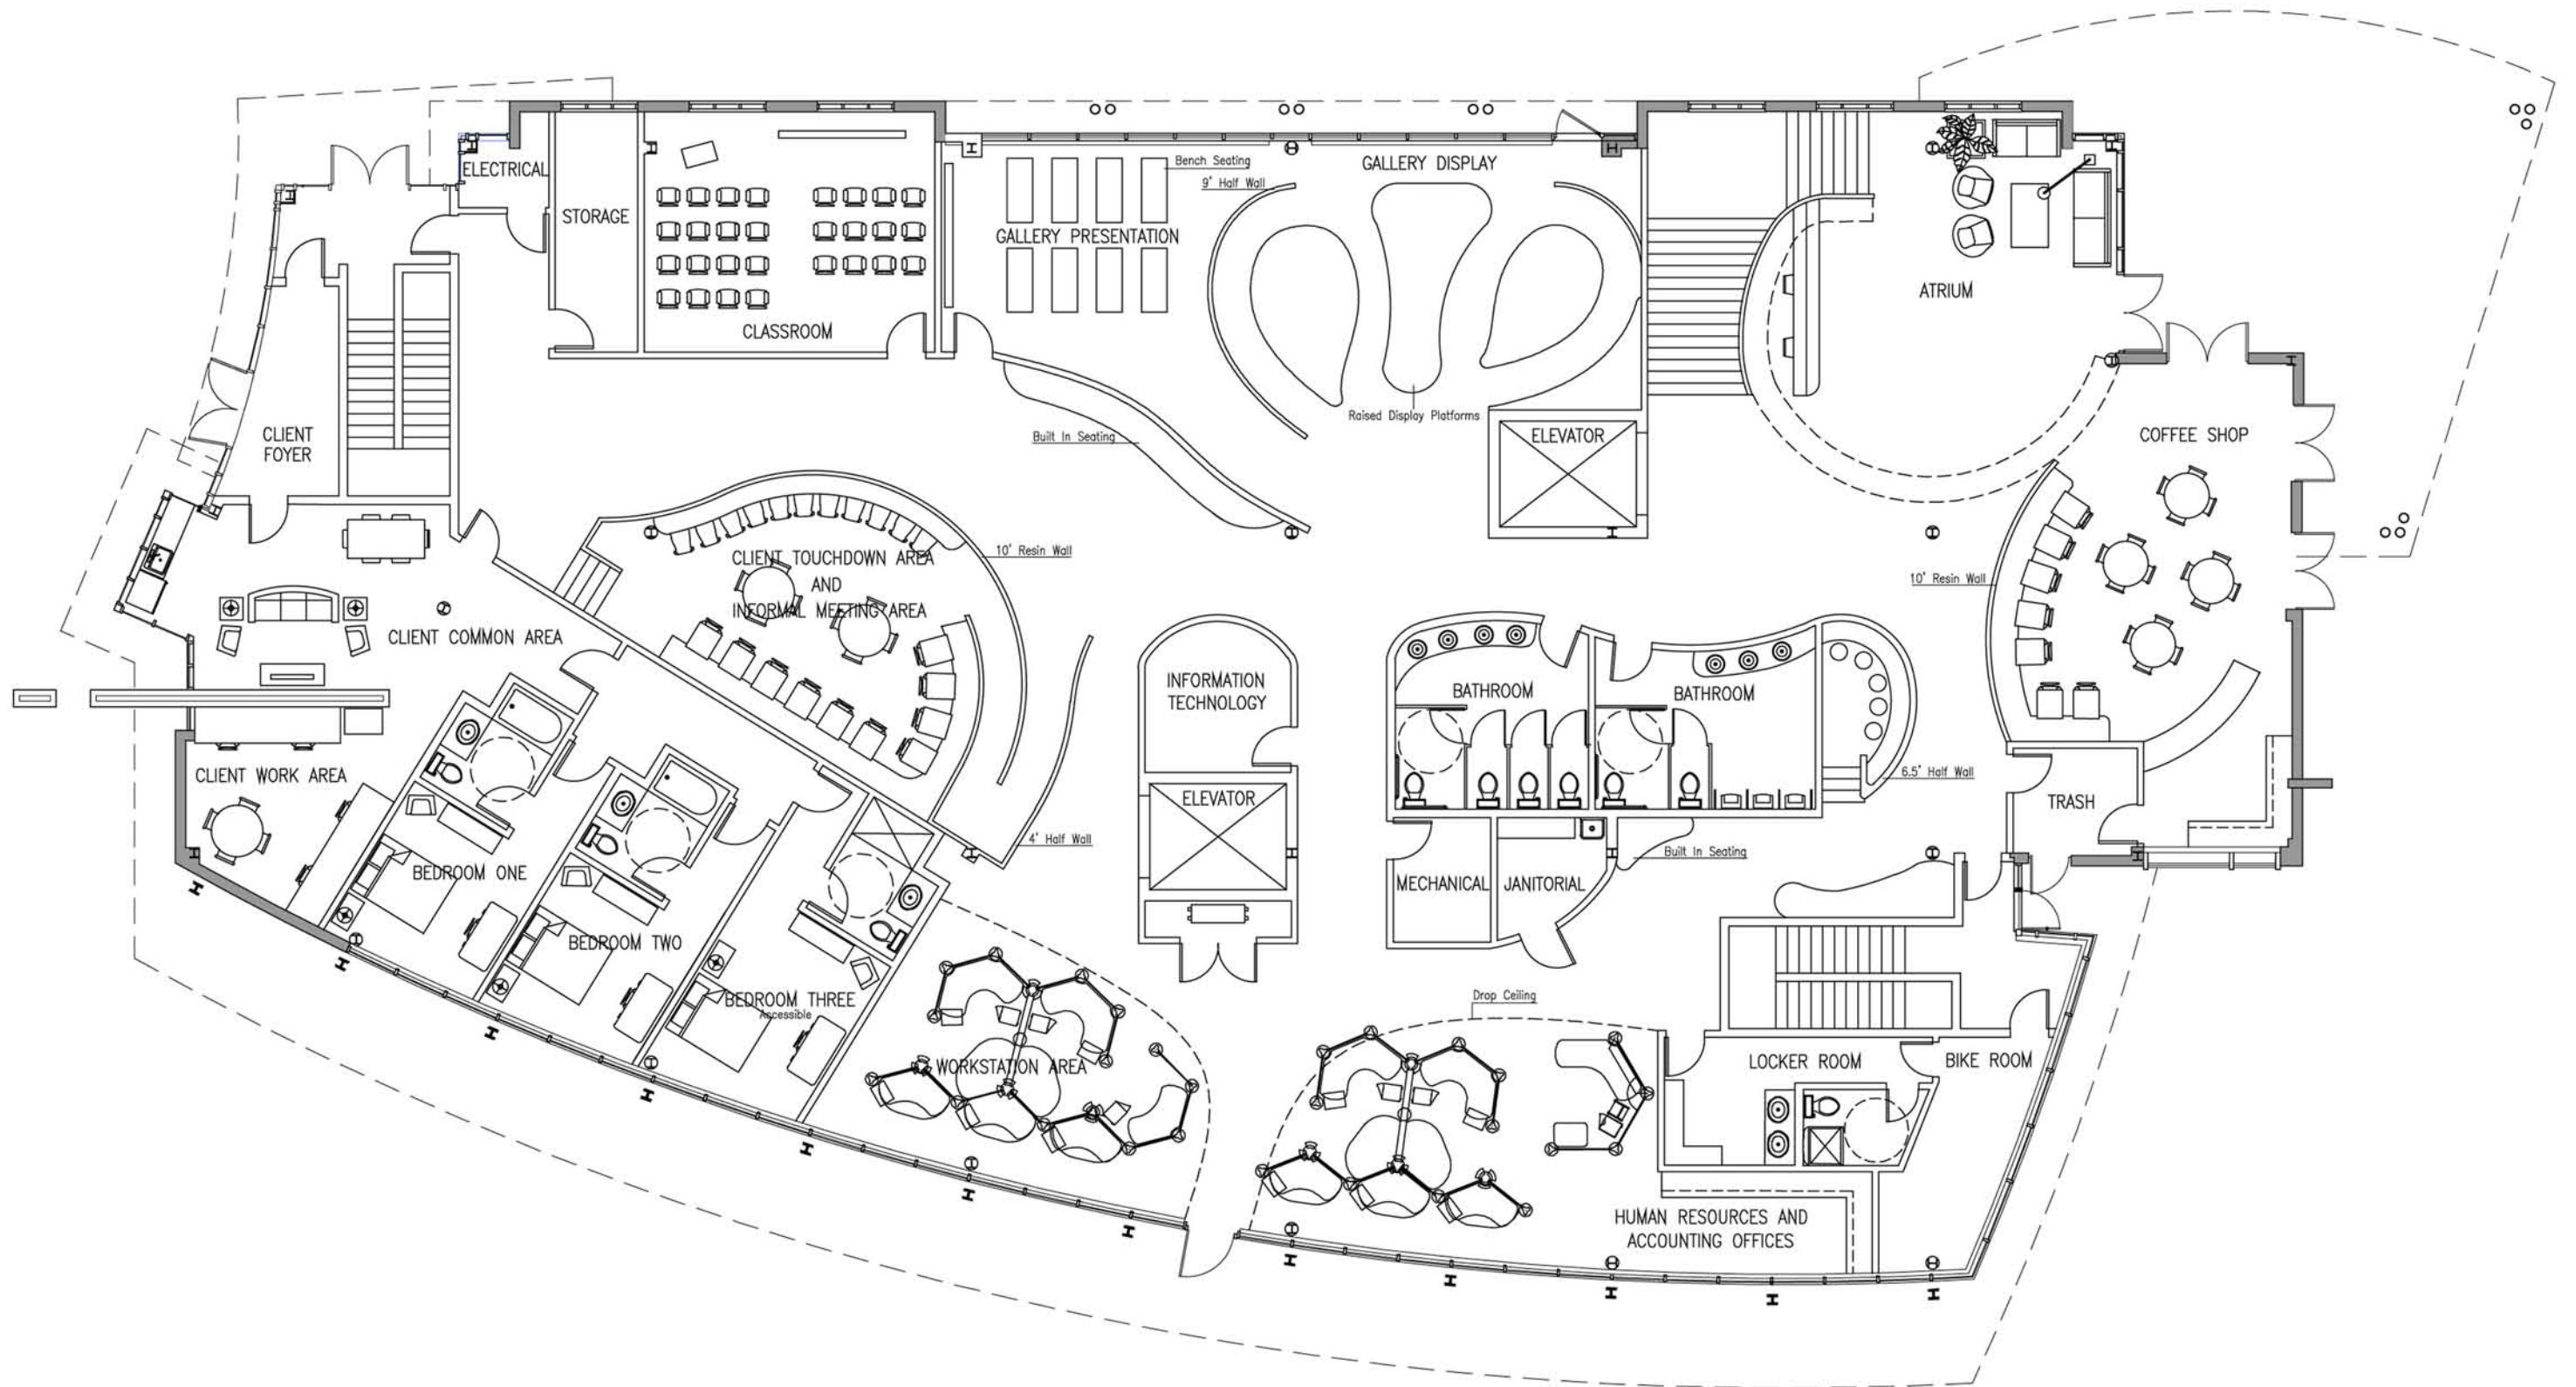 ELECTRICAL
STORAGE
CLASSROOM
Bench Seating
9' Half Wall
GALLERY DISPLAY
GALLERY PRESENTATION
Raised Display Platforms
ATRIUM
CLIENT
FOYER
Built In Seating
ELEVATOR
COFFEE SHOP
10' Resin Wall
CLIENT TOUCHDOWN AREA
AND
INFORMAL MEETING AREA
10' Resin Wall
CLIENT COMMON AREA
INFORMATION
TECHNOLOGY
BATHROOM
BATHROOM
CLIENT WORK AREA
6.5' Half Wall
ELEVATOR
TRASH
4' Half Wall
Built In Seating
BEDROOM ONE
MECHANICAL
JANITORIAL
BEDROOM TWO
BEDROOM THREE
Accessible
Drop Ceiling
WORKSTATION AREA
LOCKER ROOM
BIKE ROOM
HUMAN RESOURCES AND
ACCOUNTING OFFICES